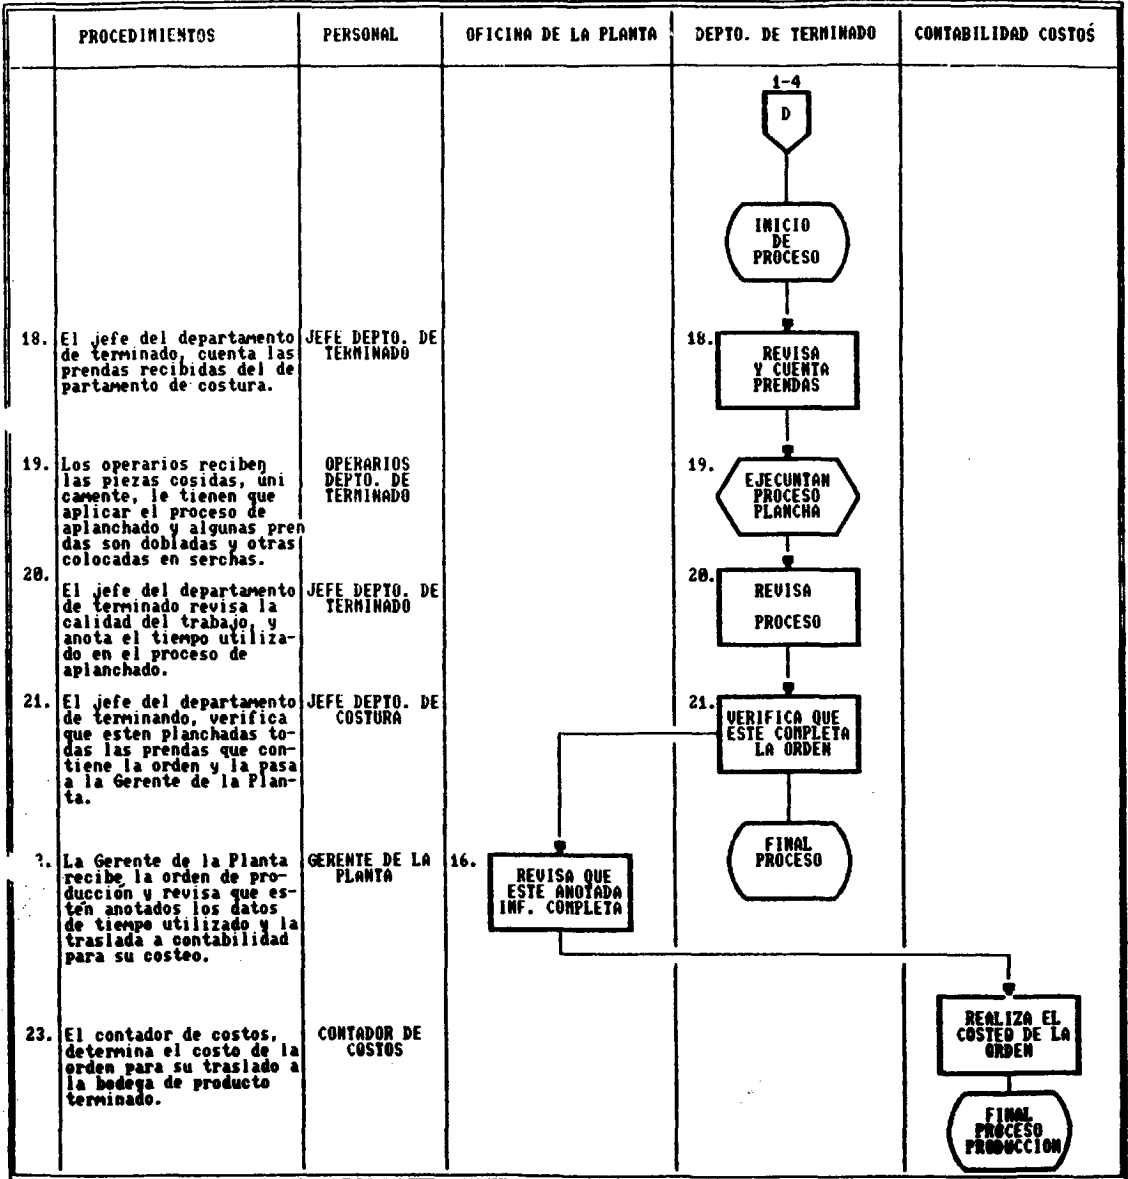 PROCEDIMIENTOS
PERSONAL
OFICINA DE LA PLANTA
DEPTO. DE TERMINADO
CONTABILIDAD COSTOS
1-4
D
INICIO
DE
PROCESO
18. El jefe del departamento
de terminado, cuenta las
prendas recibidas del de
partamento de costura.
JEFE DEPTO. DE
TERMINADO
18.
REVISA
Y CUENTA
PRENDAS
19. Los operarios reciben
las piezas cosidas, úni
camente, le tienen que
aplicar el proceso de
aplanchado y algunas pren
das son dobladas y otras
colocadas en serchas.
OPERARIOS
DEPTO. DE
TERMINADO
19.
EJECUNTAN
PROCESO
PLANCHA
20.
El jefe del departamento
de terminado revisa la
calidad del trabajo, y
anota el tiempo utiliza-
do en el proceso de
aplanchado.
JEFE DEPTO. DE
TERMINADO
20.
REVISA
PROCESO
21. El jefe del departamento
de terminando, verifica
que esten planchadas to-
das las prendas que con-
tiene la orden y la pasa
a la Gerente de la Plan-
ta.
JEFE DEPTO. DE
COSTURA
21.
VERIFICA QUE
ESTE COMPLETA
LA ORDEN
FINAL
PROCESO
La Gerente de la Planta
recibe la orden de pro-
ducción y revisa que es-
tén anotados los datos
de tiempo utilizado y la
traslada a contabilidad
para su costeo.
GERENTE DE LA
PLANTA
16.
REVISA QUE
ESTE ANOTADA
INF. COMPLETA
23. El contador de costos,
determina el costo de la
orden para su traslado a
la bodega de producto
terminado.
CONTADOR DE
COSTOS
REALIZA EL
COSTEO DE LA
ORDEN
FINAL
PROCESO
PRODUCCION